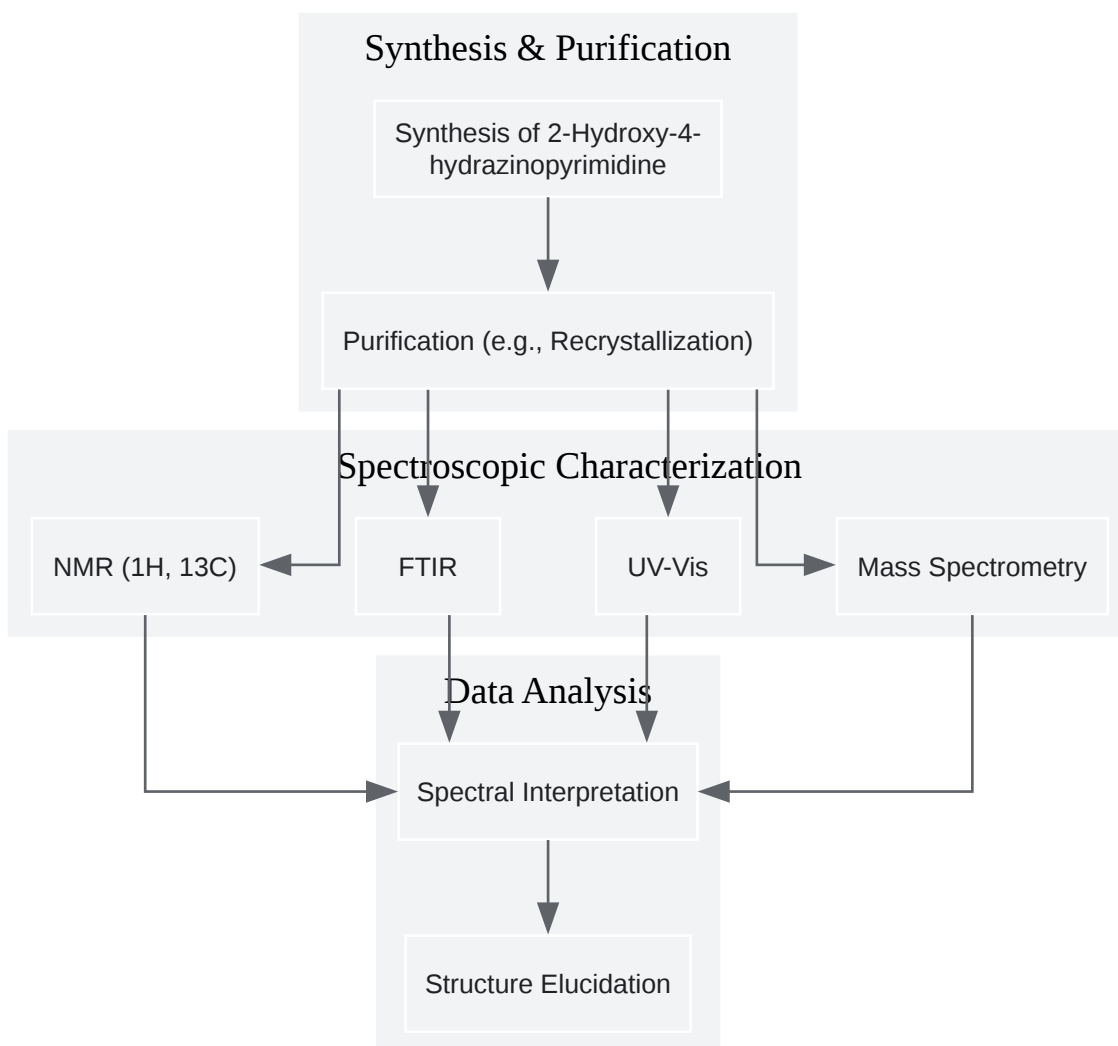 Synthesis & Purification
Synthesis of 2-Hydroxy-4-
hydrazinopyrimidine
Purification (e.g., Recrystallization)
Spectroscopic Characterization
NMR (1H, 13C)
FTIR
UV-Vis
Mass Spectrometry
Data Analysis
Spectral Interpretation
Structure Elucidation